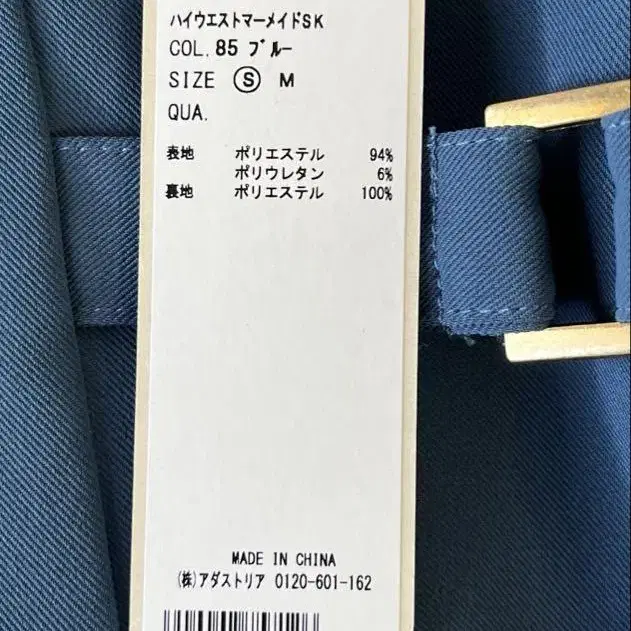 ハイウエストマーメイドSK
COL. 85 ブルー
SIZE Ⓢ M
QUA.
表地 ポリエステル 94%
ポリウレタン 6%
裏地 ポリエステル 100%
MADE IN CHINA
(株)アダストリア 0120-601-162